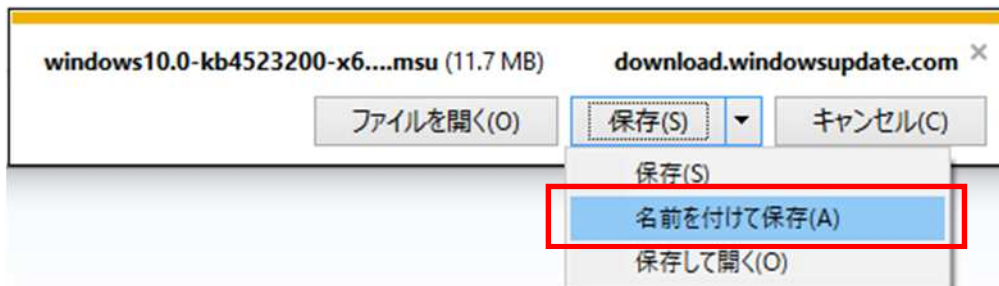 windows10.0-kb4523200-x6....msu (11.7 MB) download.windowsupdate.com ×
ファイルを開く(O) 保存(S) ▼ キャンセル(C)
保存(S)
名前を付けて保存(A)
保存して開く(O)